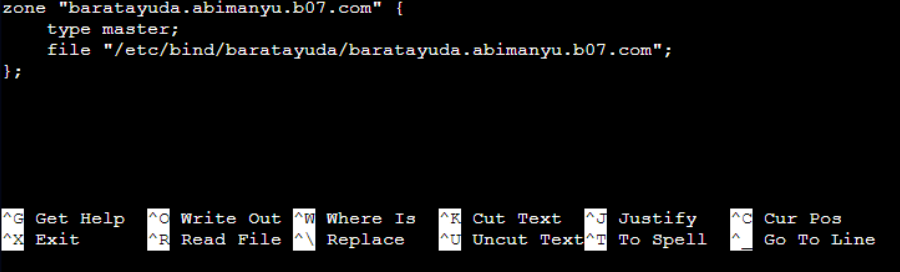 zone "baratayuda.abimanyu.b07.com" {
    type master;
    file "/etc/bind/baratayuda/baratayuda.abimanyu.b07.com";
};
^G Get Help  ^O Write Out ^W Where Is  ^K Cut Text  ^J Justify   ^C Cur Pos
^X Exit      ^R Read File ^\ Replace   ^U Uncut Text^T To Spell  ^_ Go To Line